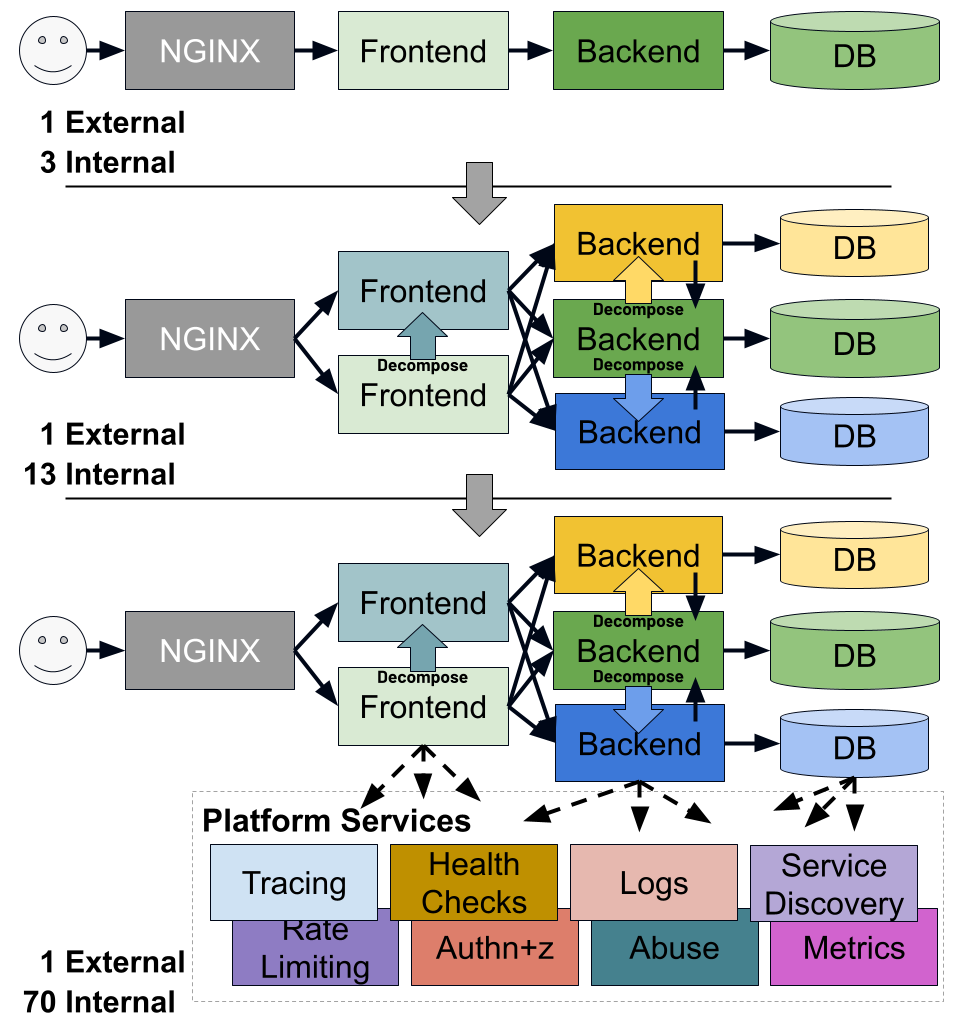 NGINX
Frontend
Backend
DB
1 External
3 Internal
Backend
DB
Frontend
NGINX
Decompose
Backend
DB
Decompose
Decompose
Frontend
Backend
DB
1 External
13 Internal
Backend
DB
Frontend
NGINX
Decompose
Backend
DB
Decompose
Decompose
Frontend
Backend
DB
Platform Services
Tracing
Health
Checks
Logs
Service
Discovery
Rate
Limiting
Authn+z
Abuse
Metrics
1 External
70 Internal